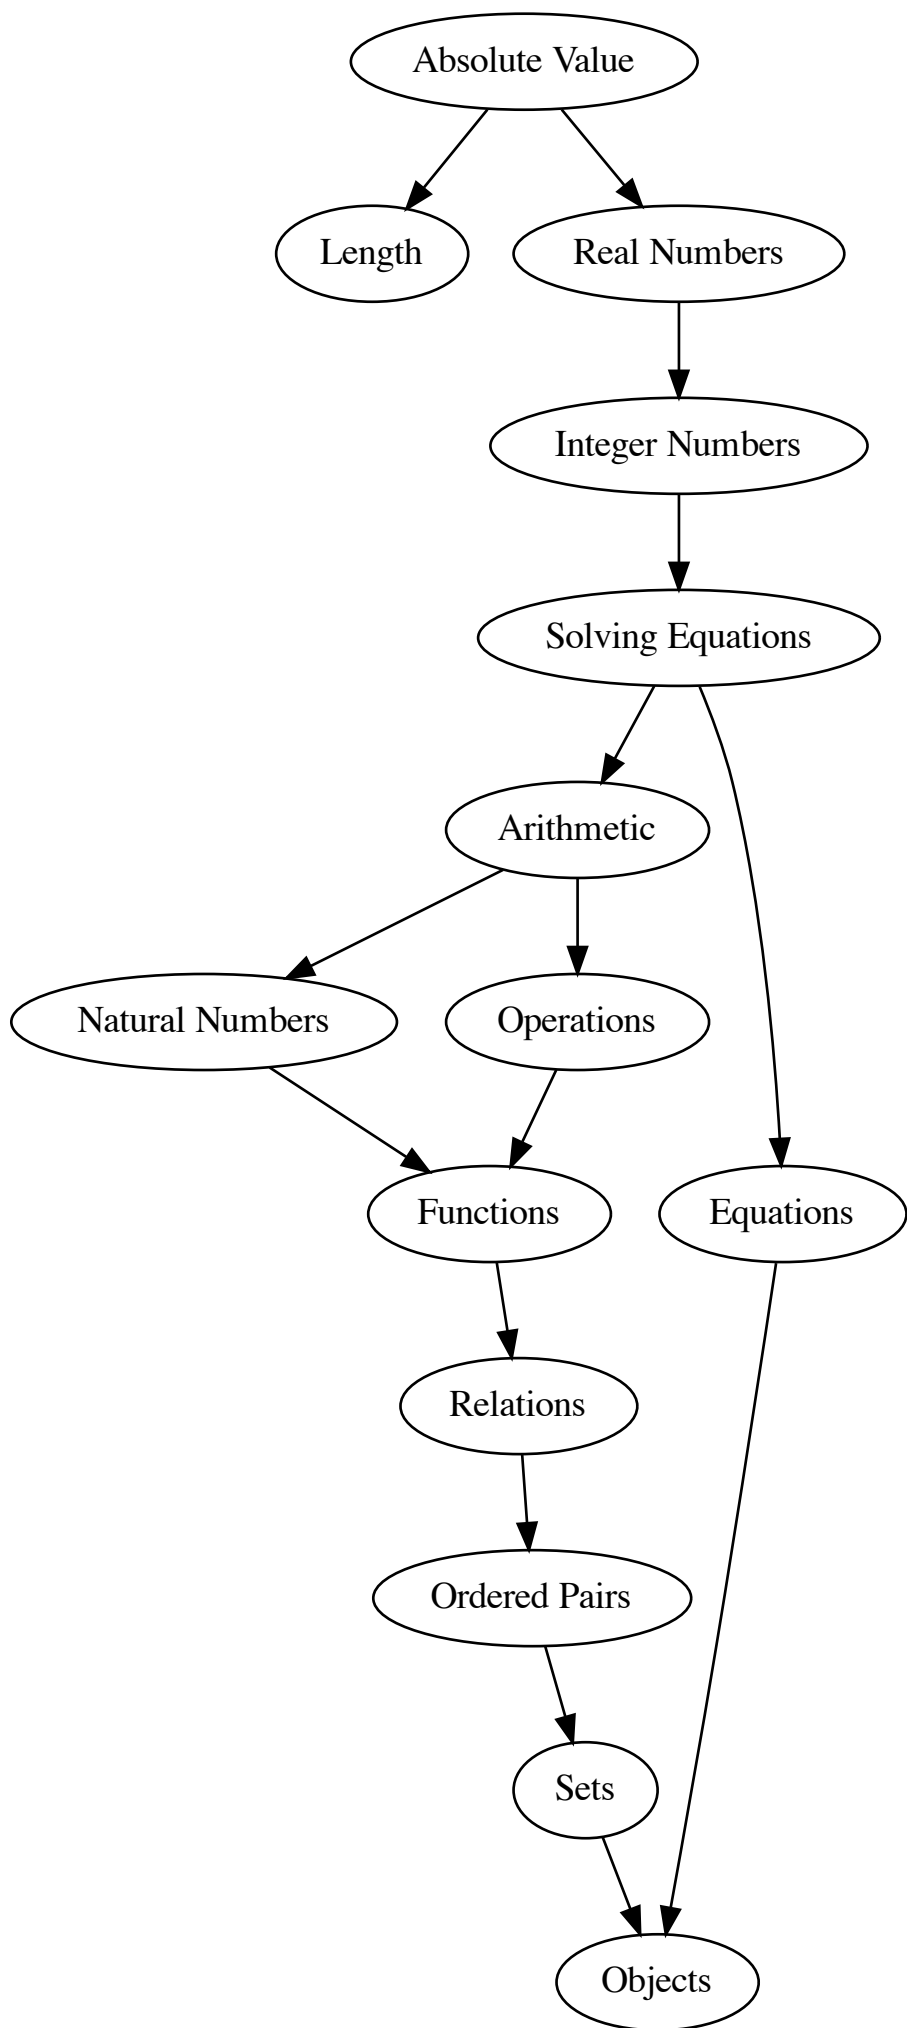 Absolute Value
Length
Real Numbers
Integer Numbers
Solving Equations
Arithmetic
Natural Numbers
Operations
Functions
Equations
Relations
Ordered Pairs
Sets
Objects